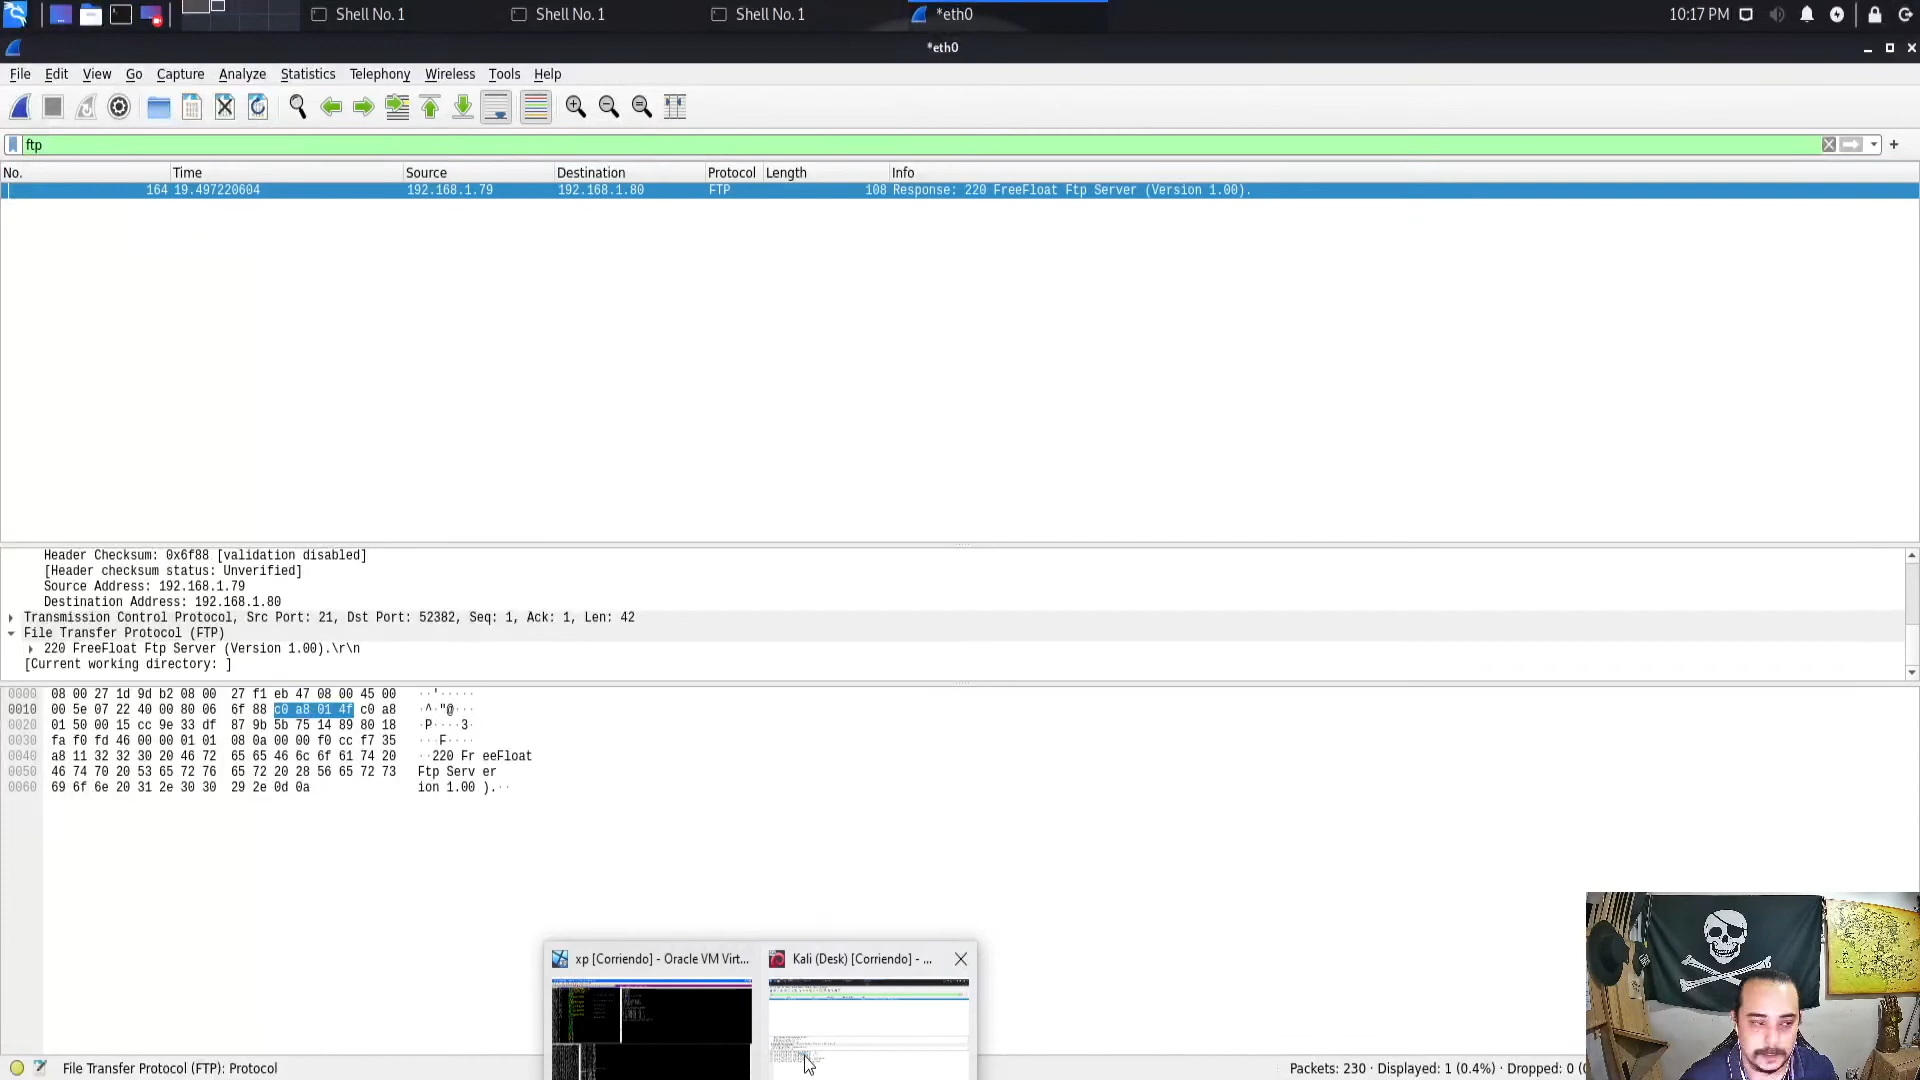 Shell No. 1
Shell No. 1
Shell No. 1
*eth0
10:17 PM
*eth0
File Edit View Go Capture Analyze Statistics Telephony Wireless Tools Help
ftp
No. Time Source Destination Protocol Length Info
164 19.497220604 192.168.1.79 192.168.1.80 FTP 108 Response: 220 FreeFloat Ftp Server (Version 1.00).
Header Checksum: 0x6f88 [validation disabled]
[Header checksum status: Unverified]
Source Address: 192.168.1.79
Destination Address: 192.168.1.80
Transmission Control Protocol, Src Port: 21, Dst Port: 52382, Seq: 1, Ack: 1, Len: 42
File Transfer Protocol (FTP)
220 FreeFloat Ftp Server (Version 1.00).\r\n
[Current working directory: ]
0000 08 00 27 1d 9d b2 08 00 27 f1 eb 47 08 00 45 00 ··'·····
0010 00 5e 07 22 40 00 80 06 6f 88 c0 a8 01 4f c0 a8 ·^·"@···
0020 01 50 00 15 cc 9e 33 df 87 9b 5b 75 14 89 80 18 ·P····3·
0030 fa f0 fd 46 00 00 01 01 08 0a 00 00 f0 cc f7 35 ···F····
0040 a8 11 32 32 30 20 46 72 65 65 46 6c 6f 61 74 20 ··220 Fr eeFloat
0050 46 74 70 20 53 65 72 76 65 72 20 28 56 65 72 73 Ftp Serv er
0060 69 6f 6e 20 31 2e 30 30 29 2e 0d 0a ion 1.00 ).··
xp [Corriendo] - Oracle VM Virt...
Kali (Desk) [Corriendo] - ...
File Transfer Protocol (FTP): Protocol
Packets: 230 · Displayed: 1 (0.4%) · Dropped: 0 (0